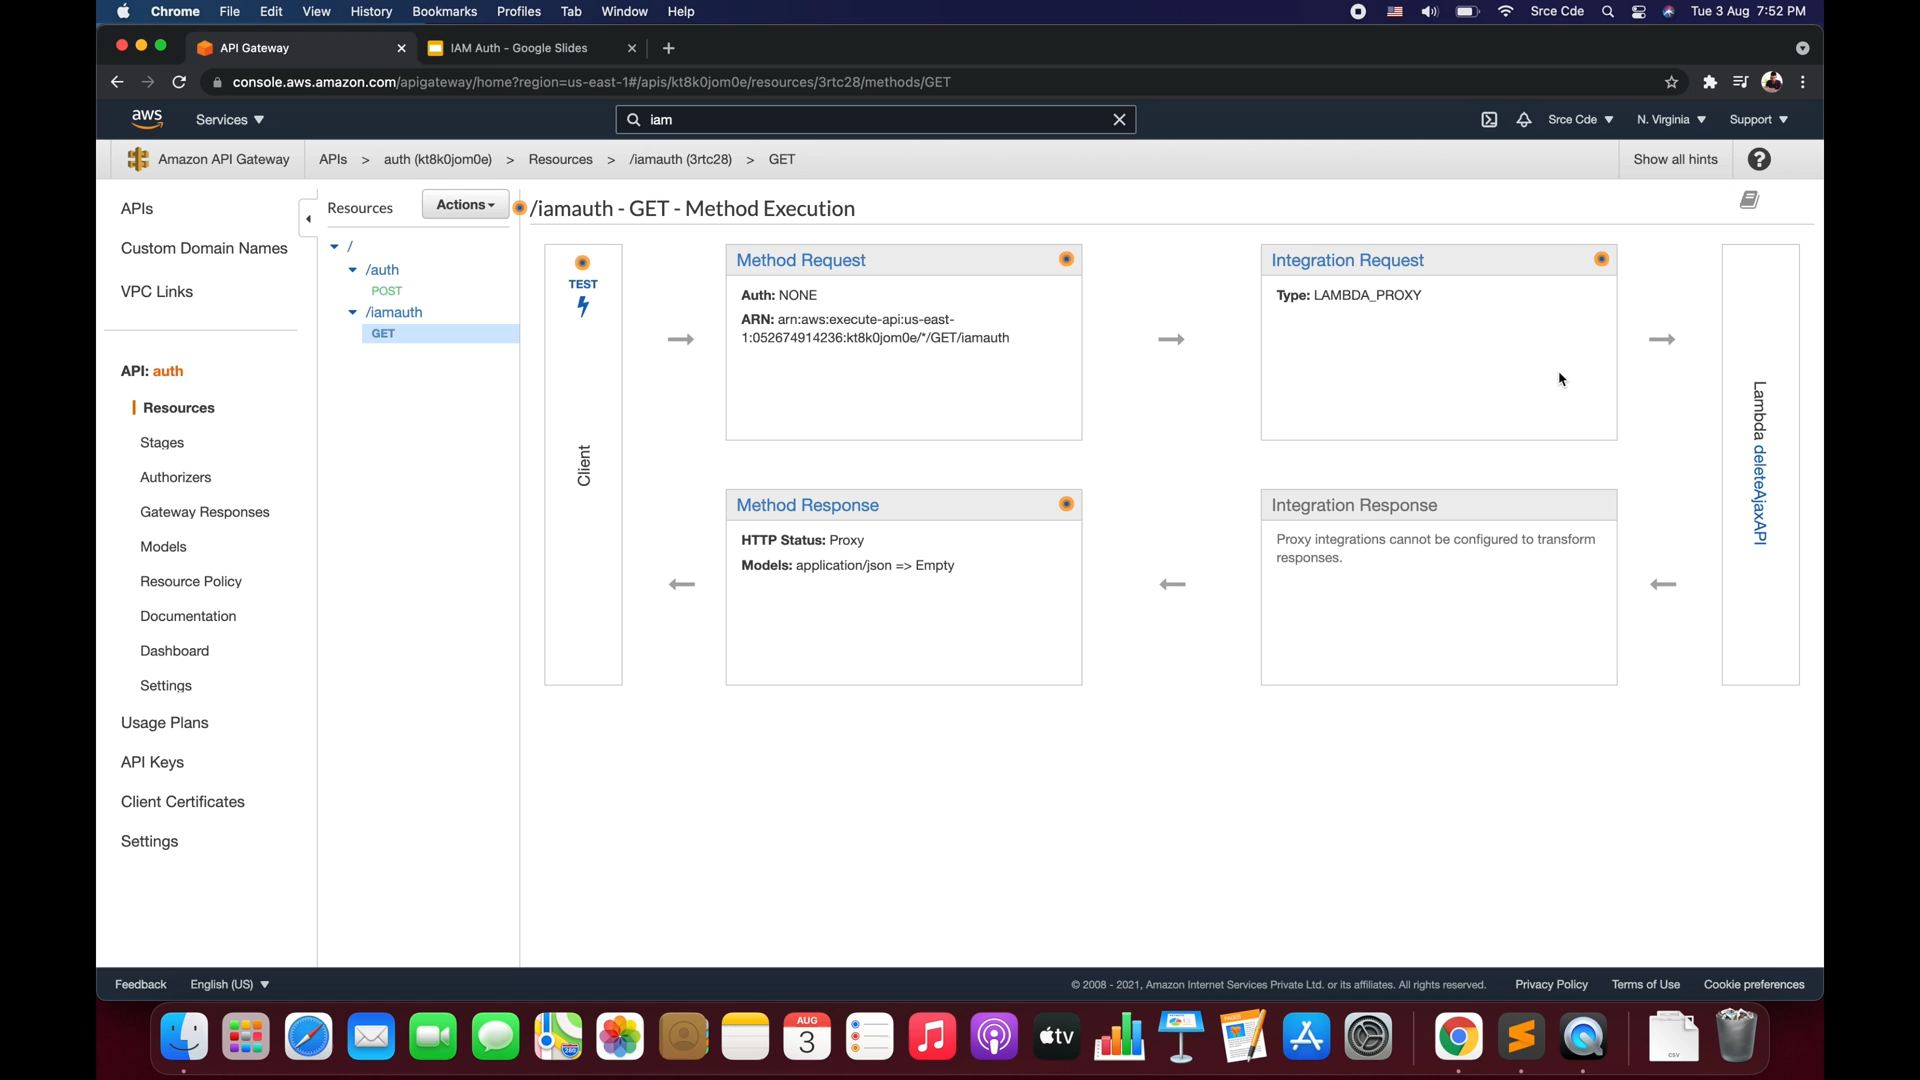 Chrome File Edit View History Bookmarks Profiles Tab Window Help Srce Cde Tue 3 Aug 7:52 PM
API Gateway IAM Auth - Google Slides
console.aws.amazon.com/apigateway/home?region=us-east-1#/apis/kt8k0jom0e/resources/3rtc28/methods/GET
aws Services iam Srce Cde N. Virginia Support
Amazon API Gateway APIs > auth (kt8k0jom0e) > Resources > /iamauth (3rtc28) > GET Show all hints ?
APIs
Custom Domain Names
VPC Links
API: auth
Resources
Stages
Authorizers
Gateway Responses
Models
Resource Policy
Documentation
Dashboard
Settings
Usage Plans
API Keys
Client Certificates
Settings
Resources Actions
/
/auth
POST
/iamauth
GET
/iamauth - GET - Method Execution
TEST
Client
Method Request
Auth: NONE
ARN: arn:aws:execute-api:us-east-
1:052674914236:kt8k0jom0e/*/GET/iamauth
Integration Request
Type: LAMBDA_PROXY
Method Response
HTTP Status: Proxy
Models: application/json => Empty
Integration Response
Proxy integrations cannot be configured to transform
responses.
Lambda deleteAjaxAPI
Feedback English (US) © 2008 - 2021, Amazon Internet Services Private Ltd. or its affiliates. All rights reserved. Privacy Policy Terms of Use Cookie preferences
280
AUG
3
tv
PAGES
CSV